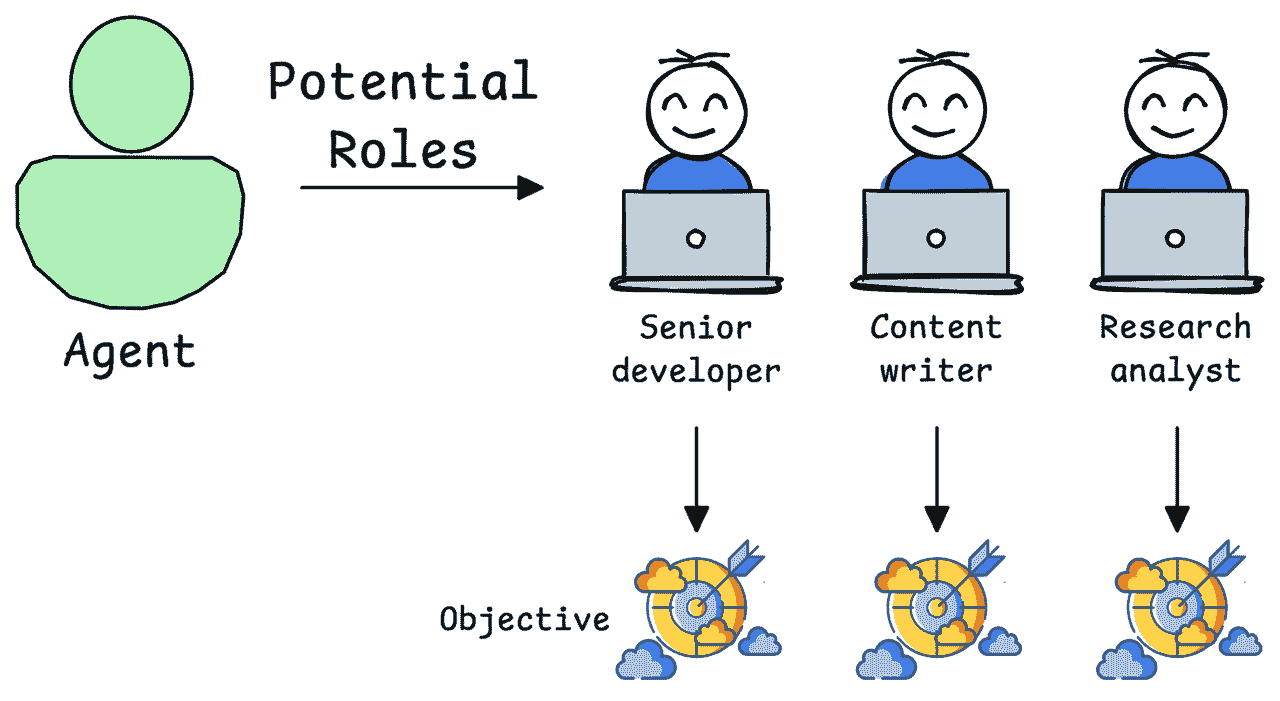 Potential
Roles
Agent
Senior
developer
Content
writer
Research
analyst
Objective